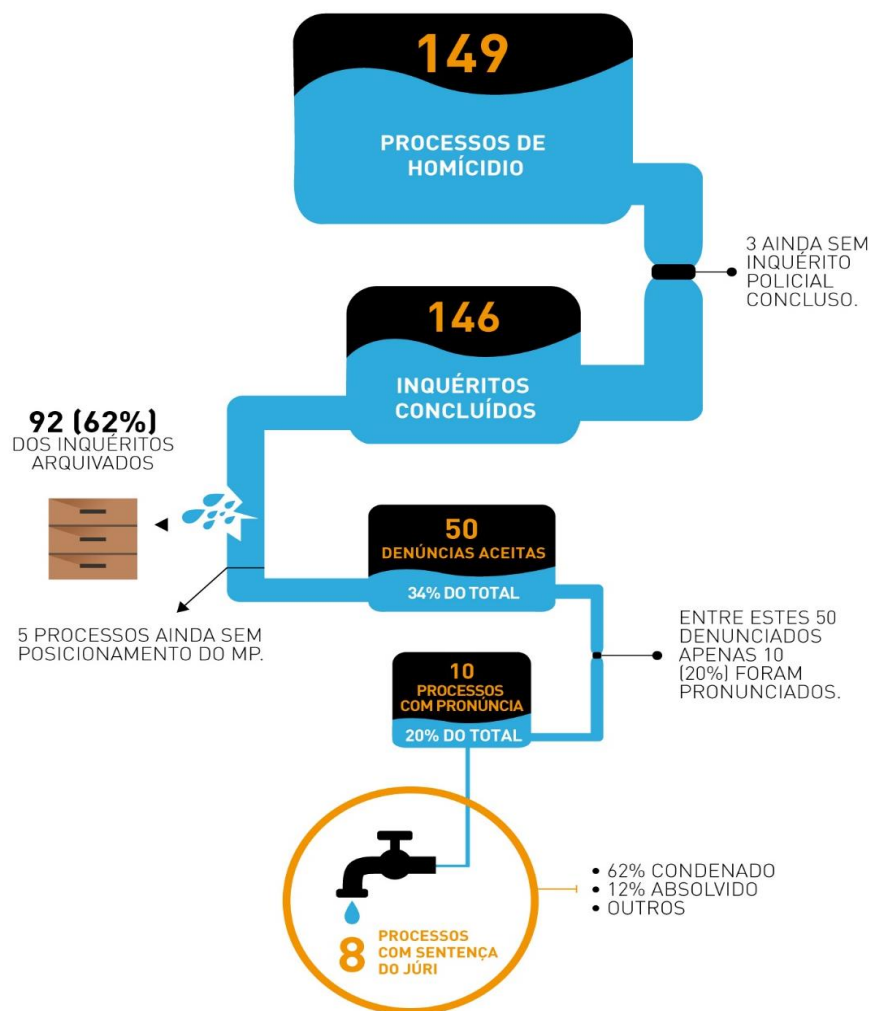 149
PROCESSOS DE
HOMÍCIDIO
3 AINDA SEM
INQUÉRITO
POLICIAL
CONCLUSO.
146
INQUÉRITOS
CONCLUÍDOS
92 (62%)
DOS INQUÉRITOS
ARQUIVADOS
50
DENÚNCIAS ACEITAS
34% DO TOTAL
5 PROCESSOS AINDA SEM
POSICIONAMENTO DO MP.
ENTRE ESTES 50
DENUNCIADOS
APENAS 10
(20%) FORAM
PRONUNCIADOS.
10
PROCESSOS
COM PRONÚNCIA
20% DO TOTAL
• 62% CONDENADO
• 12% ABSOLVIDO
• OUTROS
8
PROCESSOS
COM SENTENÇA
DO JÚRI